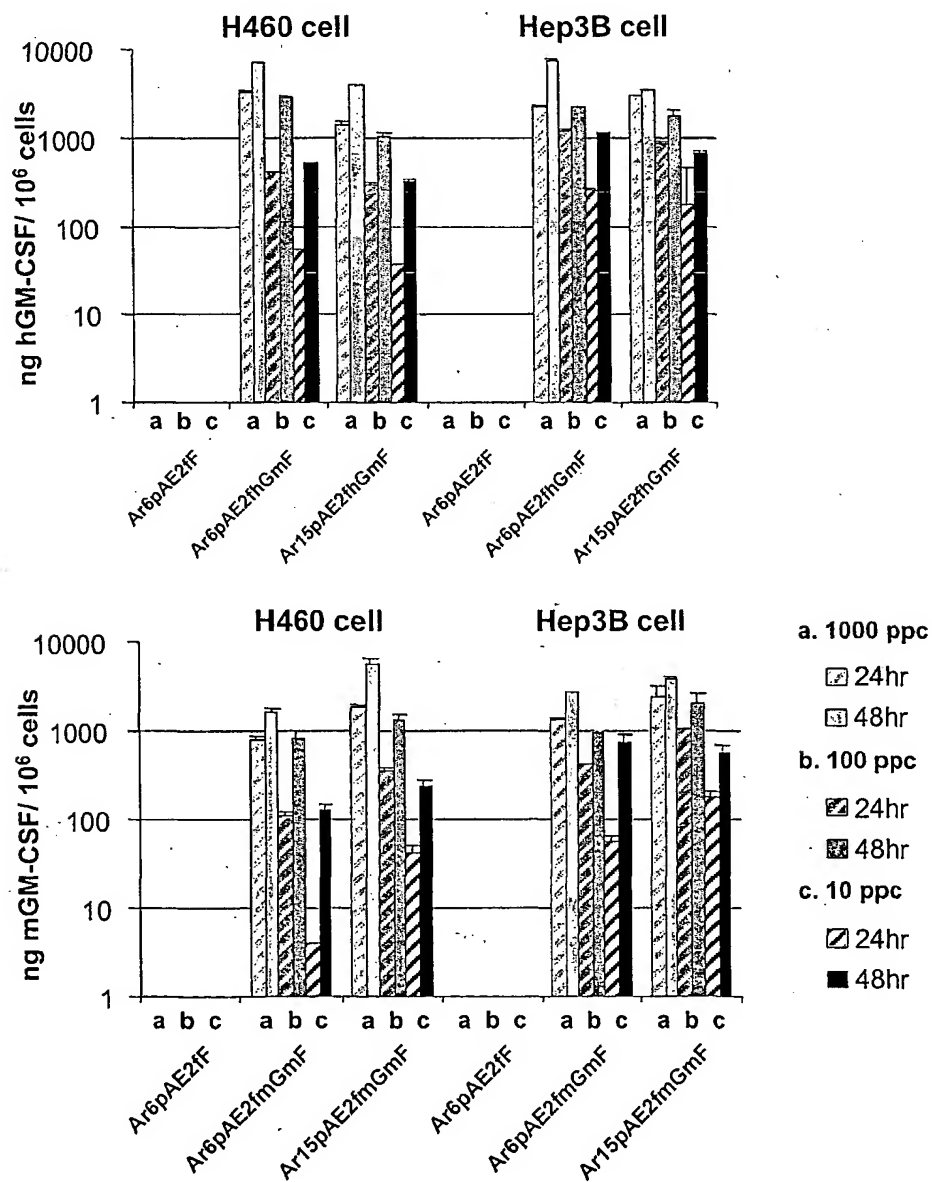 H460 cell Hep3B cell
10000
1000
100
10
1
ng hGM-CSF/ 10⁶ cells
a b c a b c a b c a b c a b c a b c
Ar6pAE2fF
Ar6pAE2fhGmF
Ar15pAE2fhGmF
Ar6pAE2fF
Ar6pAE2fhGmF
Ar15pAE2fhGmF
H460 cell Hep3B cell
10000
1000
100
10
1
ng mGM-CSF/ 10⁶ cells
a b c a b c a b c a b c a b c a b c
Ar6pAE2fF
Ar6pAE2fmGmF
Ar15pAE2fmGmF
Ar6pAE2fF
Ar6pAE2fmGmF
Ar15pAE2fmGmF
a. 1000 ppc
24hr
48hr
b. 100 ppc
24hr
48hr
c. 10 ppc
24hr
48hr